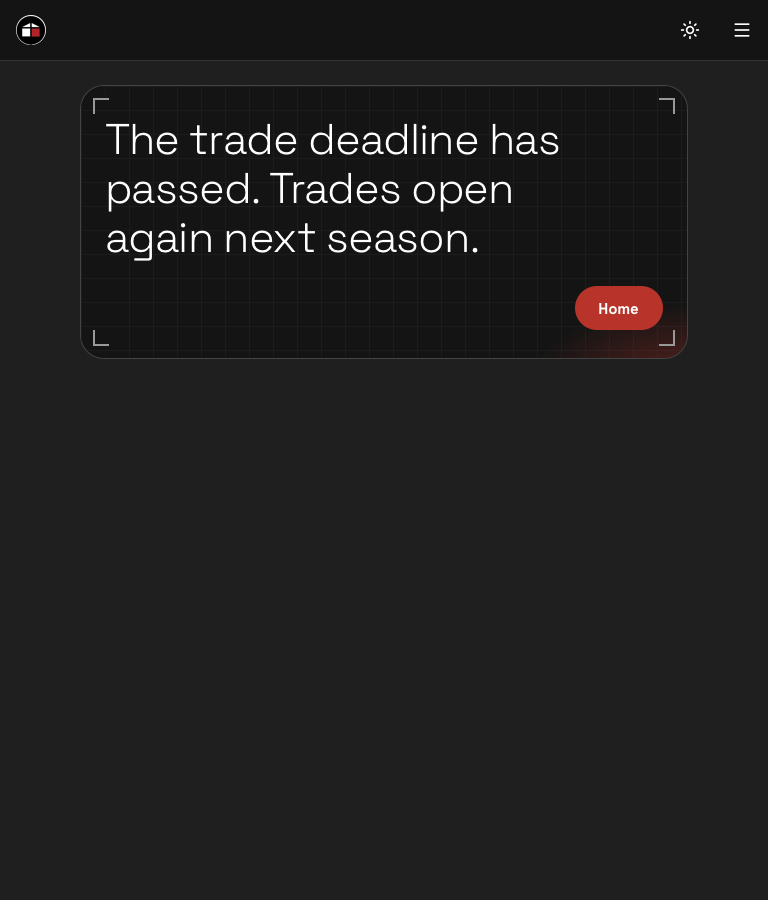 The trade deadline has
passed. Trades open
again next season.
Home